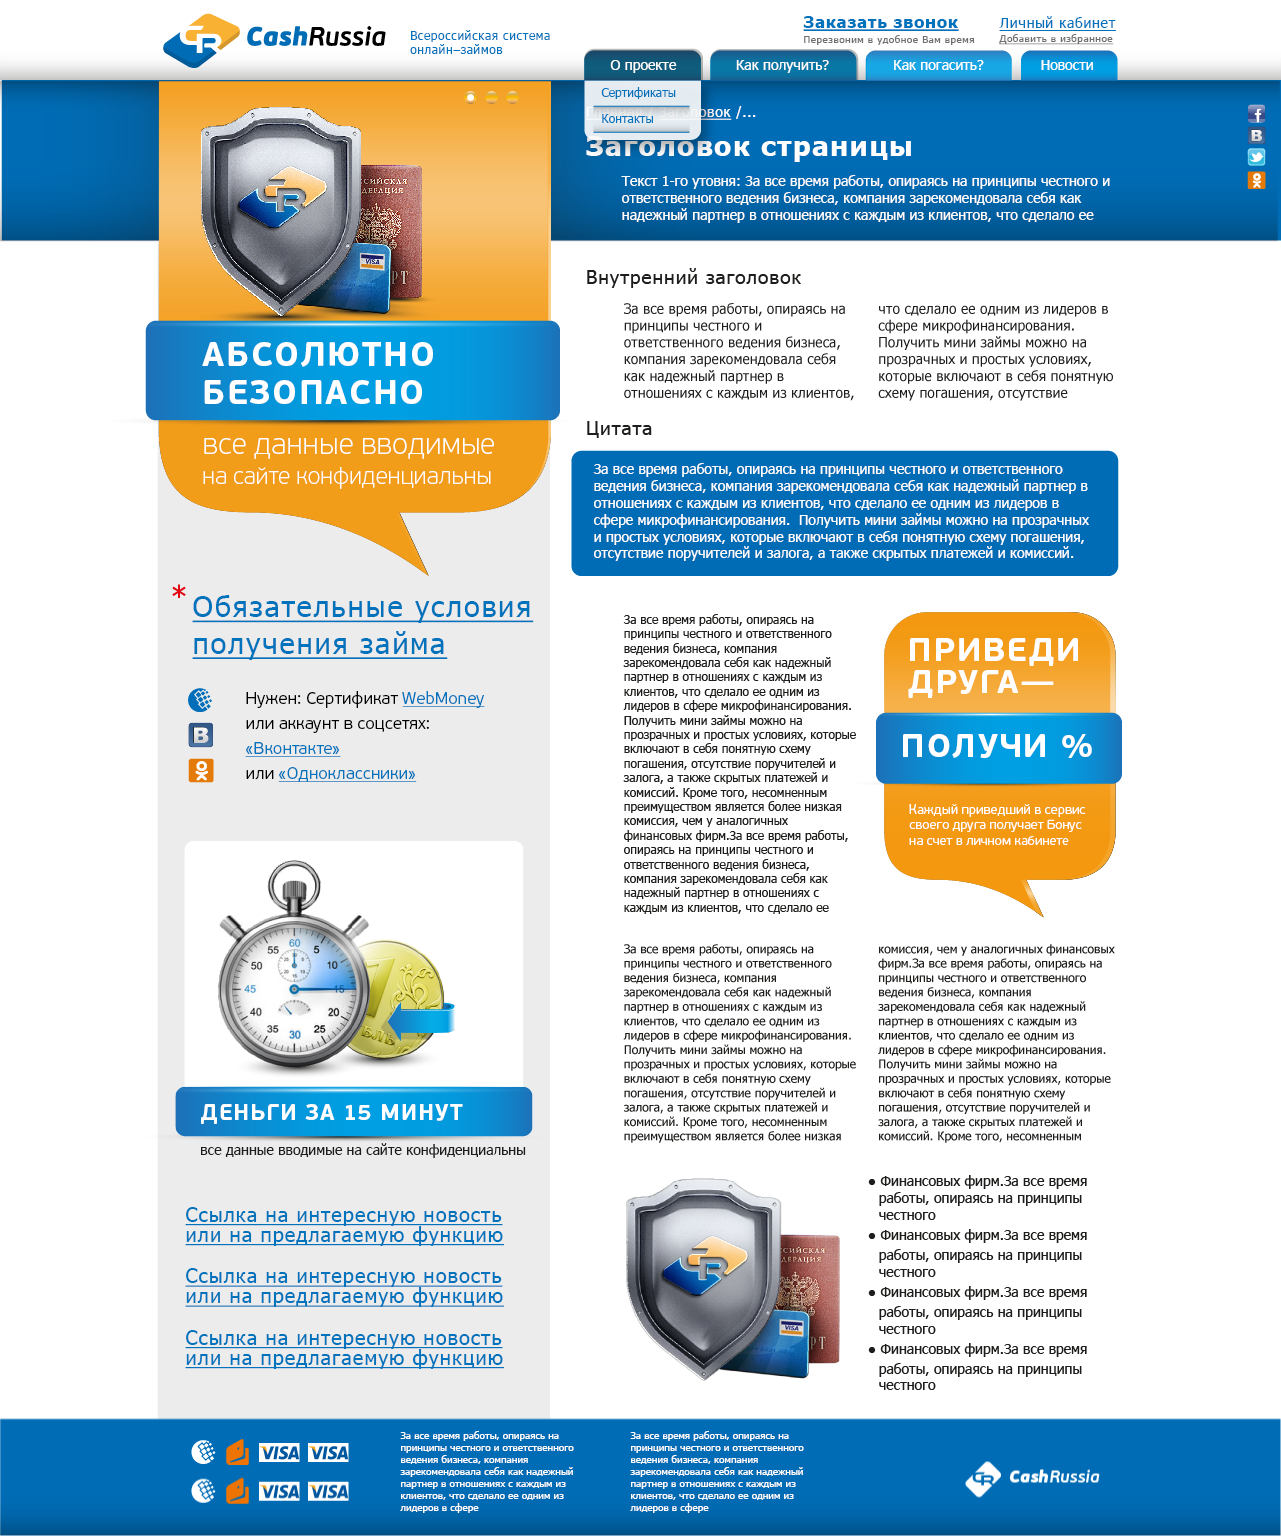 CashRussia
Всероссийская система
онлайн–займов
Заказать звонок
Перезвоним в удобное Вам время
Личный кабинет
Добавить в избранное
О проекте
Как получить?
Как погасить?
Новости
Сертификаты
Контакты
Заголовок /...
Заголовок страницы
Текст 1-го утовня: За все время работы, опираясь на принципы честного и
ответственного ведения бизнеса, компания зарекомендовала себя как
надежный партнер в отношениях с каждым из клиентов, что сделало ее
VISA
АБСОЛЮТНО
БЕЗОПАСНО
все данные вводимые
на сайте конфиденциальны
*Обязательные условия
получения займа
Нужен: Сертификат WebMoney
или аккаунт в соцсетях:
«Вконтакте»
или «Одноклассники»
60
55 5
50 10
45 15
40 20
35 25
30
ДЕНЬГИ ЗА 15 МИНУТ
все данные вводимые на сайте конфиденциальны
Ссылка на интересную новость
или на предлагаемую функцию
Ссылка на интересную новость
или на предлагаемую функцию
Ссылка на интересную новость
или на предлагаемую функцию
Внутренний заголовок
За все время работы, опираясь на
принципы честного и
ответственного ведения бизнеса,
компания зарекомендовала себя
как надежный партнер в
отношениях с каждым из клиентов,
что сделало ее одним из лидеров в
сфере микрофинансирования.
Получить мини займы можно на
прозрачных и простых условиях,
которые включают в себя понятную
схему погашения, отсутствие
Цитата
За все время работы, опираясь на принципы честного и ответственного
ведения бизнеса, компания зарекомендовала себя как надежный партнер в
отношениях с каждым из клиентов, что сделало ее одним из лидеров в
сфере микрофинансирования. Получить мини займы можно на прозрачных
и простых условиях, которые включают в себя понятную схему погашения,
отсутствие поручителей и залога, а также скрытых платежей и комиссий.
За все время работы, опираясь на
принципы честного и ответственного
ведения бизнеса, компания
зарекомендовала себя как надежный
партнер в отношениях с каждым из
клиентов, что сделало ее одним из
лидеров в сфере микрофинансирования.
Получить мини займы можно на
прозрачных и простых условиях, которые
включают в себя понятную схему
погашения, отсутствие поручителей и
залога, а также скрытых платежей и
комиссий. Кроме того, несомненным
преимуществом является более низкая
комиссия, чем у аналогичных
финансовых фирм.За все время работы,
опираясь на принципы честного и
ответственного ведения бизнеса,
компания зарекомендовала себя как
надежный партнер в отношениях с
каждым из клиентов, что сделало ее
ПРИВЕДИ
ДРУГА—
ПОЛУЧИ %
Каждый приведший в сервис
своего друга получает Бонус
на счет в личном кабинете
За все время работы, опираясь на
принципы честного и ответственного
ведения бизнеса, компания
зарекомендовала себя как надежный
партнер в отношениях с каждым из
клиентов, что сделало ее одним из
лидеров в сфере микрофинансирования.
Получить мини займы можно на
прозрачных и простых условиях, которые
включают в себя понятную схему
погашения, отсутствие поручителей и
залога, а также скрытых платежей и
комиссий. Кроме того, несомненным
преимуществом является более низкая
комиссия, чем у аналогичных финансовых
фирм.За все время работы, опираясь на
принципы честного и ответственного
ведения бизнеса, компания
зарекомендовала себя как надежный
партнер в отношениях с каждым из
клиентов, что сделало ее одним из
лидеров в сфере микрофинансирования.
Получить мини займы можно на
прозрачных и простых условиях, которые
включают в себя понятную схему
погашения, отсутствие поручителей и
залога, а также скрытых платежей и
комиссий. Кроме того, несомненным
VISA
● Финансовых фирм.За все время
работы, опираясь на принципы
честного
● Финансовых фирм.За все время
работы, опираясь на принципы
честного
● Финансовых фирм.За все время
работы, опираясь на принципы
честного
● Финансовых фирм.За все время
работы, опираясь на принципы
честного
VISA VISA
VISA VISA
За все время работы, опираясь на
принципы честного и ответственного
ведения бизнеса, компания
зарекомендовала себя как надежный
партнер в отношениях с каждым из
клиентов, что сделало ее одним из
лидеров в сфере
За все время работы, опираясь на
принципы честного и ответственного
ведения бизнеса, компания
зарекомендовала себя как надежный
партнер в отношениях с каждым из
клиентов, что сделало ее одним из
лидеров в сфере
CashRussia